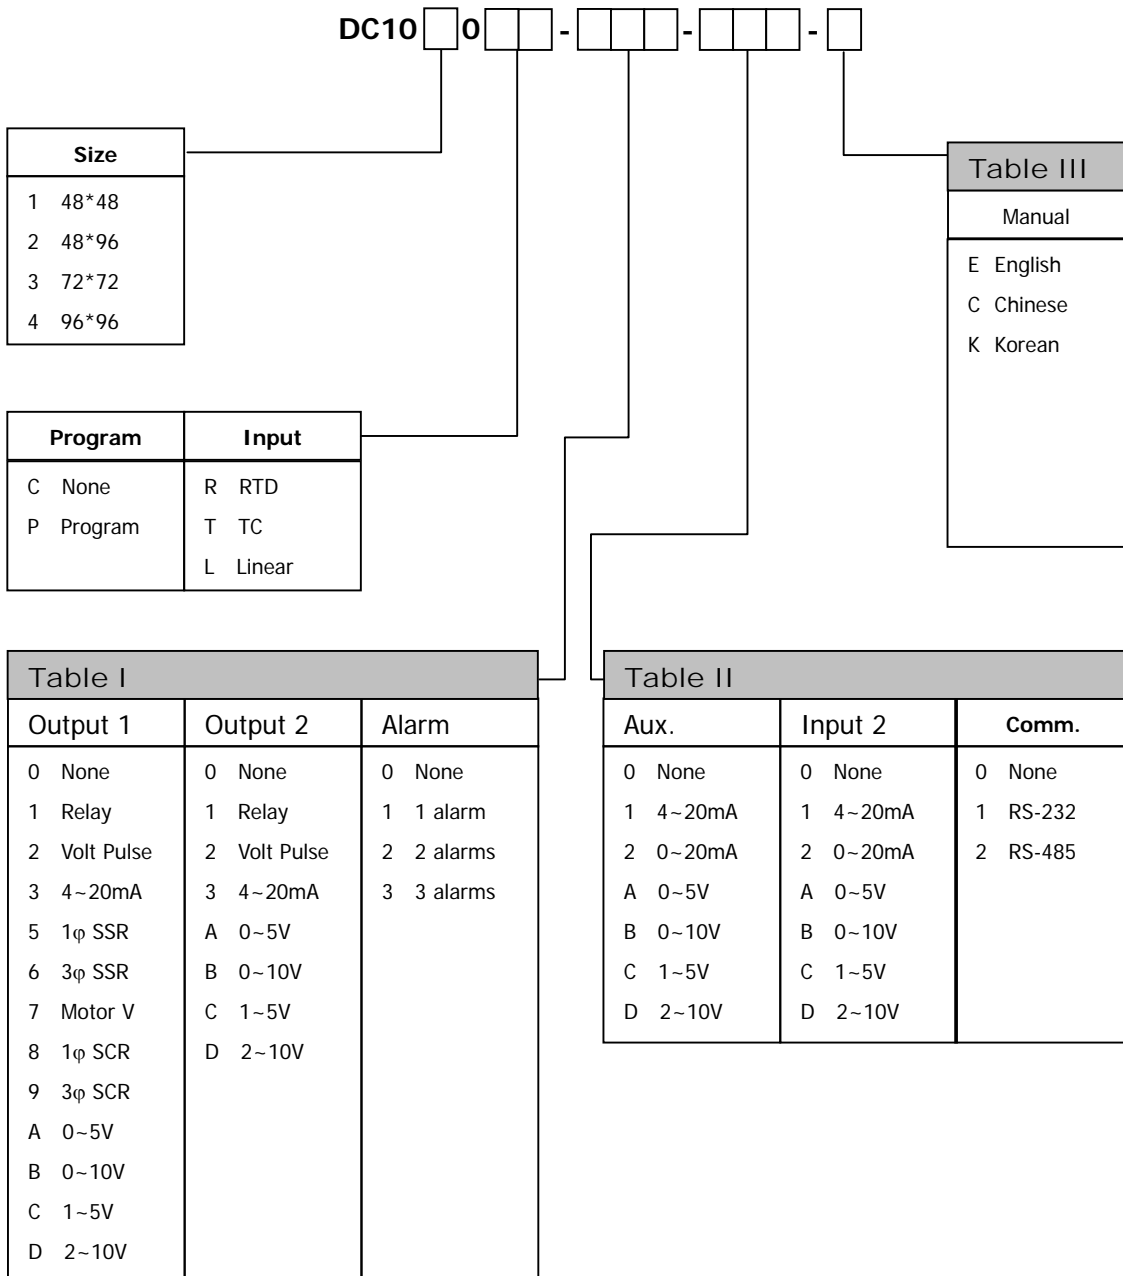 DC10 0 - - -
Size
1 48*48
2 48*96
3 72*72
4 96*96
Table III
Manual
E English
C Chinese
K Korean
Program Input
C None R RTD
P Program T TC
L Linear
Table I
Output 1 Output 2 Alarm
0 None 0 None 0 None
1 Relay 1 Relay 1 1 alarm
2 Volt Pulse 2 Volt Pulse 2 2 alarms
3 4~20mA 3 4~20mA 3 3 alarms
5 1φ SSR A 0~5V
6 3φ SSR B 0~10V
7 Motor V C 1~5V
8 1φ SCR D 2~10V
9 3φ SCR
A 0~5V
B 0~10V
C 1~5V
D 2~10V
Table II
Aux. Input 2 Comm.
0 None 0 None 0 None
1 4~20mA 1 4~20mA 1 RS-232
2 0~20mA 2 0~20mA 2 RS-485
A 0~5V A 0~5V
B 0~10V B 0~10V
C 1~5V C 1~5V
D 2~10V D 2~10V